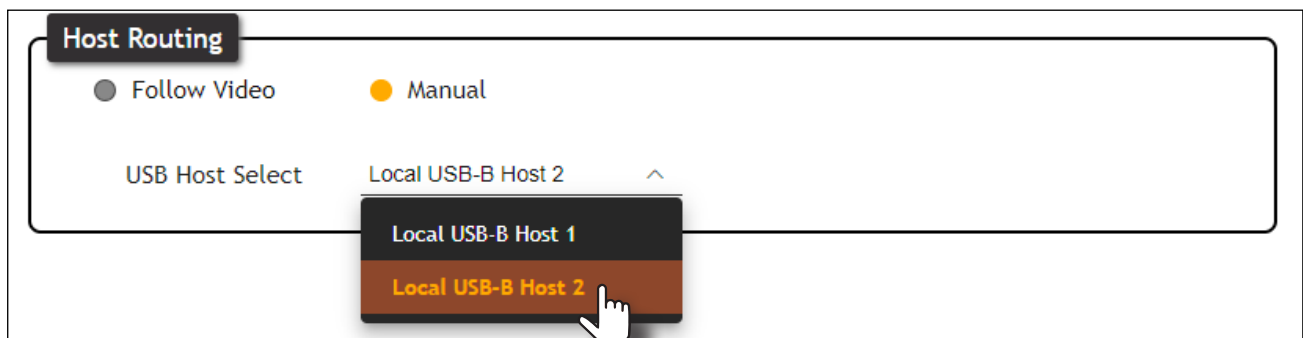 Host Routing
Follow Video Manual
USB Host Select Local USB-B Host 2
Local USB-B Host 1
Local USB-B Host 2